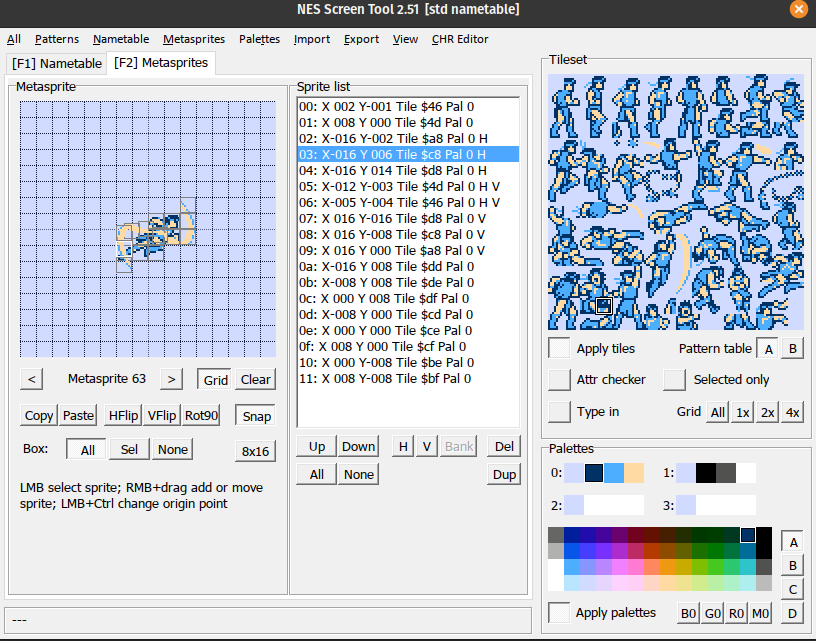 NES Screen Tool 2.51 [std nametable]
All Patterns Nametable Metasprites Palettes Import Export View CHR Editor
[F1] Nametable [F2] Metasprites
Metasprite
Sprite list
00: X 002 Y-001 Tile $46 Pal 0
01: X 008 Y 000 Tile $4d Pal 0
02: X-016 Y-002 Tile $a8 Pal 0 H
03: X-016 Y 006 Tile $c8 Pal 0 H
04: X-016 Y 014 Tile $d8 Pal 0 H
05: X-012 Y-003 Tile $4d Pal 0 H V
06: X-005 Y-004 Tile $46 Pal 0 H V
07: X 016 Y-016 Tile $d8 Pal 0 V
08: X 016 Y-008 Tile $c8 Pal 0 V
09: X 016 Y 000 Tile $a8 Pal 0 V
0a: X-016 Y 008 Tile $dd Pal 0
0b: X-008 Y 008 Tile $de Pal 0
0c: X 000 Y 008 Tile $df Pal 0
0d: X-008 Y 000 Tile $cd Pal 0
0e: X 000 Y 000 Tile $ce Pal 0
0f: X 008 Y 000 Tile $cf Pal 0
10: X 000 Y-008 Tile $be Pal 0
11: X 008 Y-008 Tile $bf Pal 0
< Metasprite 63 > Grid Clear
Copy Paste HFlip VFlip Rot90 Snap
Box: All Sel None 8x16
LMB select sprite; RMB+drag add or move
sprite; LMB+Ctrl change origin point
Up Down H V Bank Del
All None Dup
---
Tileset
Apply tiles Pattern table A B
Attr checker Selected only
Type in Grid All 1x 2x 4x
Palettes
0: 1:
2: 3:
A
B
C
Apply palettes B0 G0 R0 M0 D